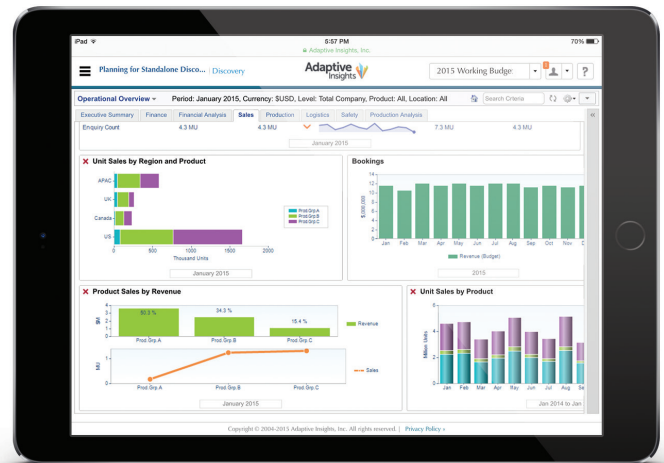 iPad 5:57 PM 70%
Adaptive Insights, Inc.
Planning for Standalone Disco... | Discovery
Adaptive Insights
2015 Working Budge
?
Operational Overview Period: January 2015, Currency: $USD, Level: Total Company, Product: All, Location: All Search Criteria
Executive Summary Finance Financial Analysis Sales Production Logistics Safety Production Analysis
Enquiry Count 4.3 MU 4.3 MU 7.3 MU 4.3 MU
January 2015
Unit Sales by Region and Product
APAC
UK
Canada
US
0 500 1000 1500 2000
Thousand Units
Prod.Grp.A
Prod.Grp.B
Prod.Grp.C
January 2015
Bookings
14
12
10
8
6
4
2
0
$,000,000
Jan Feb Mar Apr May Jun Jul Aug Sep Oct Nov D
Revenue (Budget)
2015
Product Sales by Revenue
4
3
2
1
0
$M
50.3 % 34.3 % 15.4 %
Prod.Grp.A Prod.Grp.B Prod.Grp.C
Revenue
1
0
MU
Prod.Grp.A Prod.Grp.B Prod.Grp.C
Sales
January 2015
Unit Sales by Product
6
4
2
0
Million Units
Jan Feb Mar Apr May Jun Jul Aug Se
Jan 2014 to Jan
Copyright © 2004-2015 Adaptive Insights, Inc. All rights reserved. | Privacy Policy »